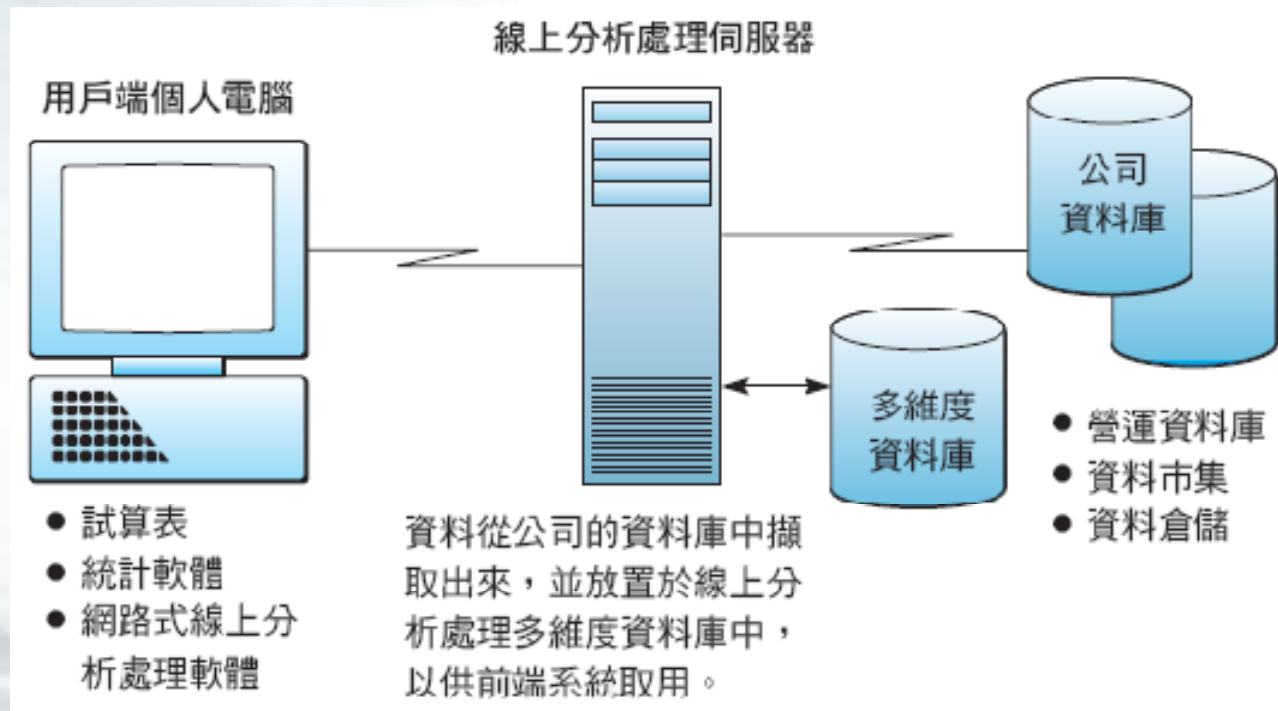 線上分析處理伺服器
用戶端個人電腦
公司
資料庫
多維度
資料庫
● 試算表
● 統計軟體
● 網路式線上分
析處理軟體
資料從公司的資料庫中擷
取出來，並放置於線上分
析處理多維度資料庫中，
以供前端系統取用。
● 營運資料庫
● 資料市集
● 資料倉儲